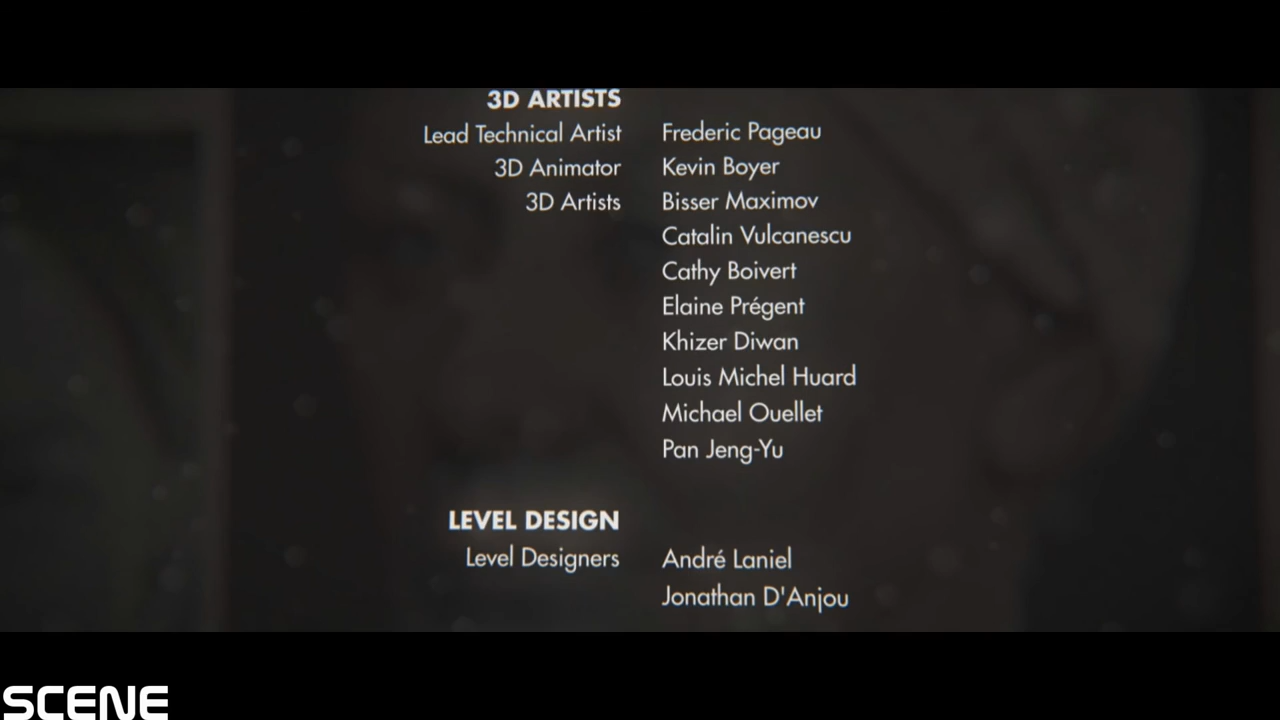 3D ARTISTS
Lead Technical Artist Frederic Pageau
3D Animator Kevin Boyer
3D Artists Bisser Maximov
Catalin Vulcanescu
Cathy Boivert
Elaine Prégent
Khizer Diwan
Louis Michel Huard
Michael Ouellet
Pan Jeng-Yu
LEVEL DESIGN
Level Designers André Laniel
Jonathan D'Anjou
SCENE